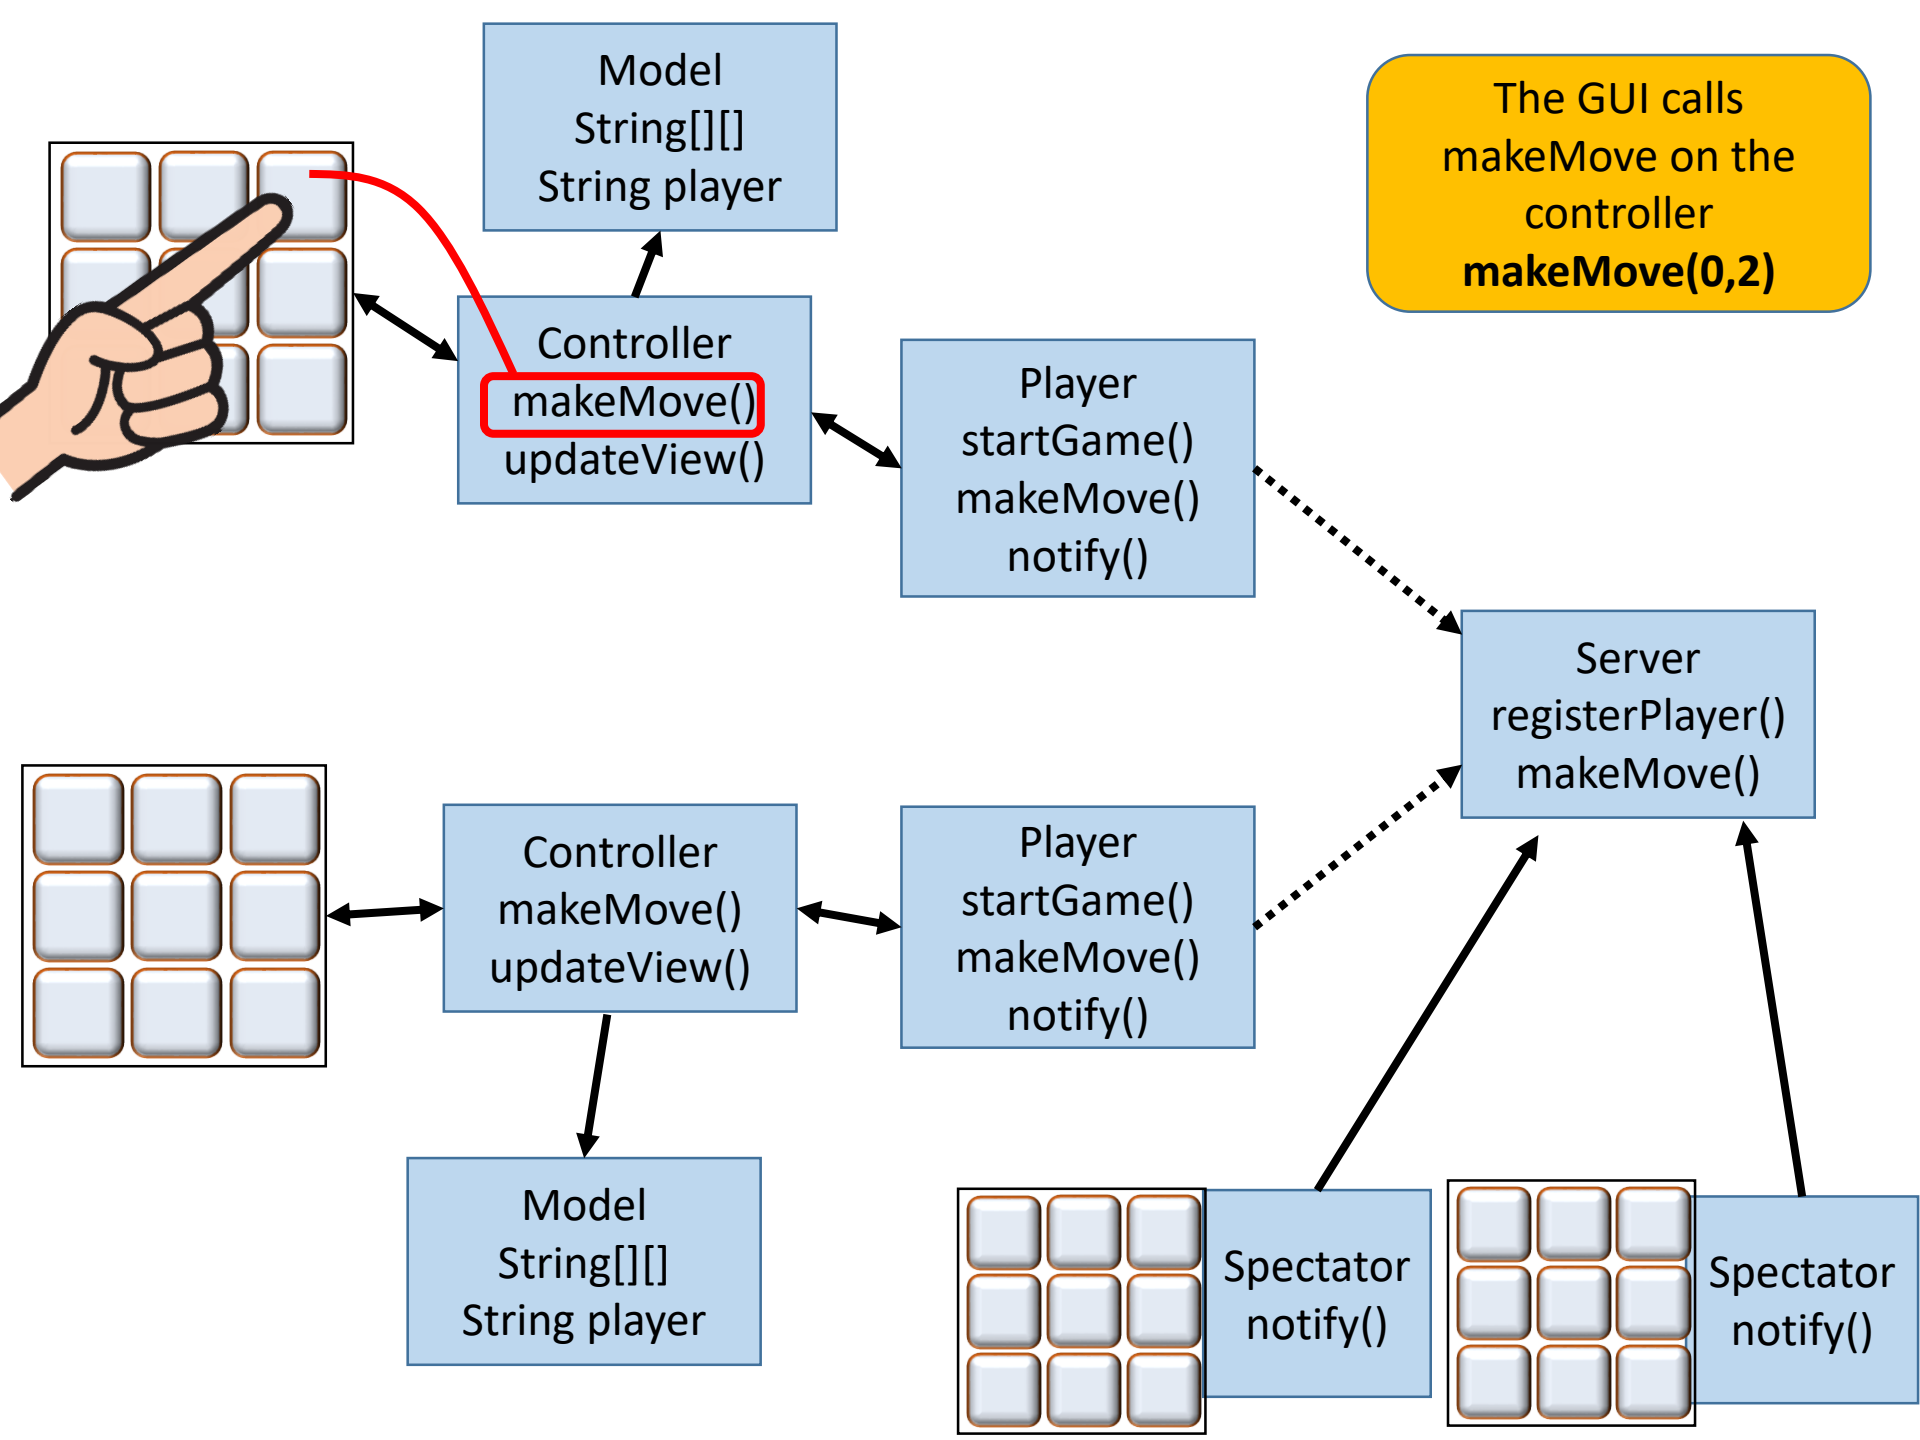 Model
String[][]
String player
The GUI calls
makeMove on the
controller
makeMove(0,2)
Controller
makeMove()
updateView()
Player
startGame()
makeMove()
notify()
Server
registerPlayer()
makeMove()
Controller
makeMove()
updateView()
Player
startGame()
makeMove()
notify()
Model
String[][]
String player
Spectator
notify()
Spectator
notify()